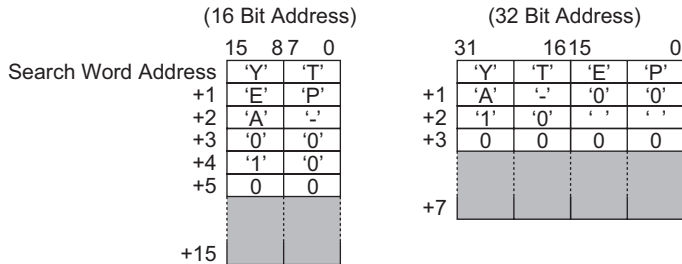 (16 Bit Address) (32 Bit Address)
15 8 7 0 31 16 15 0
Search Word Address ‘Y’ ‘T’ ‘Y’ ‘T’ ‘E’ ‘P’
+1 ‘E’ ‘P’ +1 ‘A’ ‘-’ ‘0’ ‘0’
+2 ‘A’ ‘-’ +2 ‘1’ ‘0’ ‘ ’ ‘ ’
+3 ‘0’ ‘0’ +3 0 0 0 0
+4 ‘1’ ‘0’
+5 0 0
+7
+15